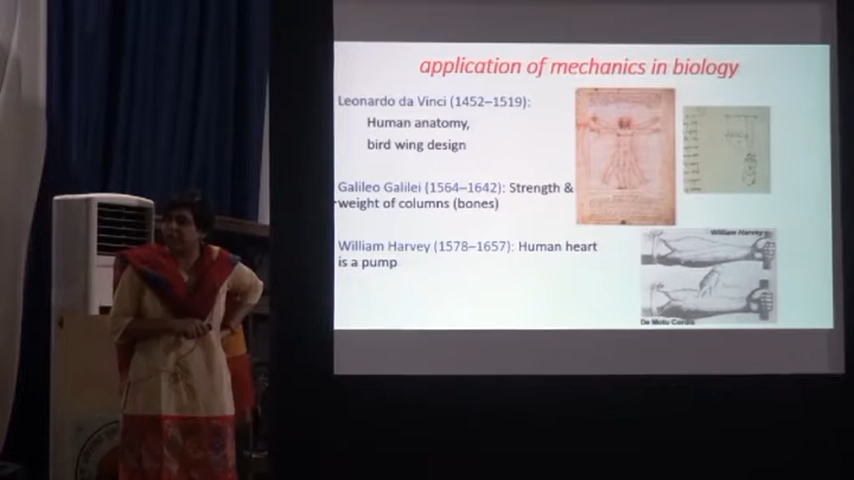 application of mechanics in biology
Leonardo da Vinci (1452–1519):
Human anatomy,
bird wing design
Galileo Galilei (1564–1642): Strength &
weight of columns (bones)
William Harvey (1578–1657): Human heart
is a pump
William Harvey
De Motu Cordis